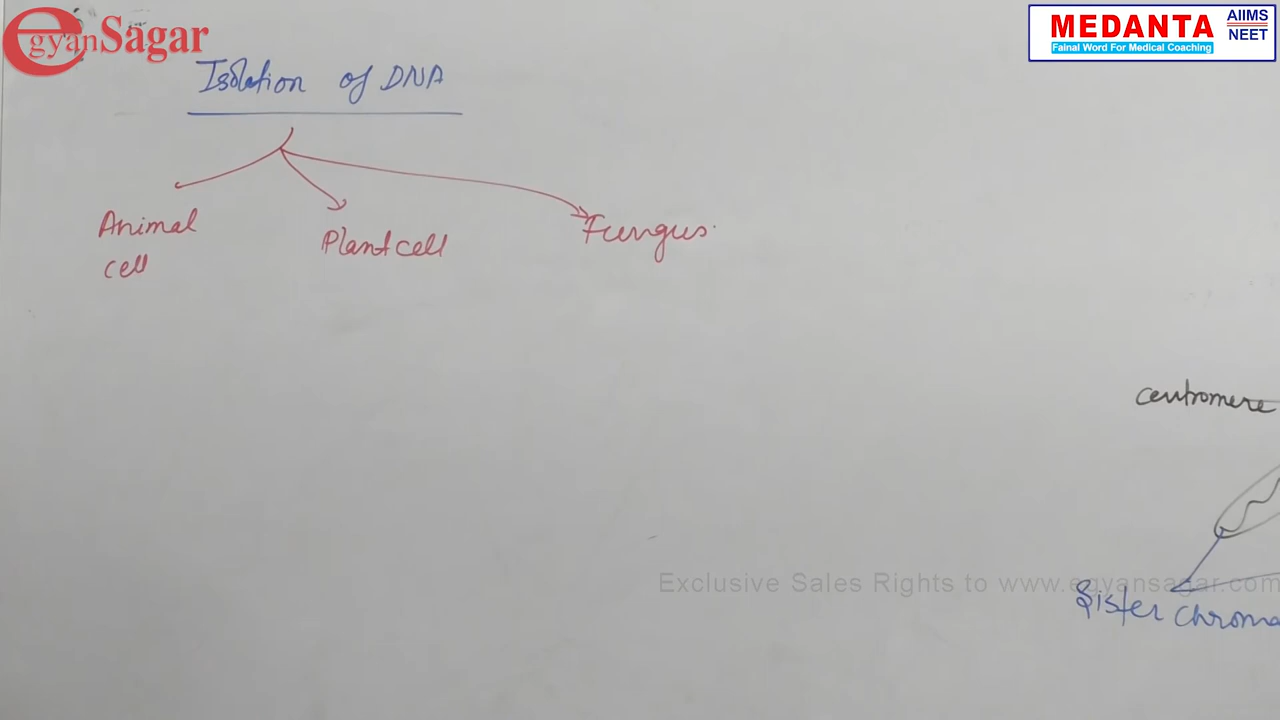 egyanSagar
MEDANTA
AIIMS
NEET
Fainal Word For Medical Coaching
Isolation of DNA
Animal
cell
Plant cell
Fungus
centromere
Exclusive Sales Rights to www.egyansagar.com
Sister chroma